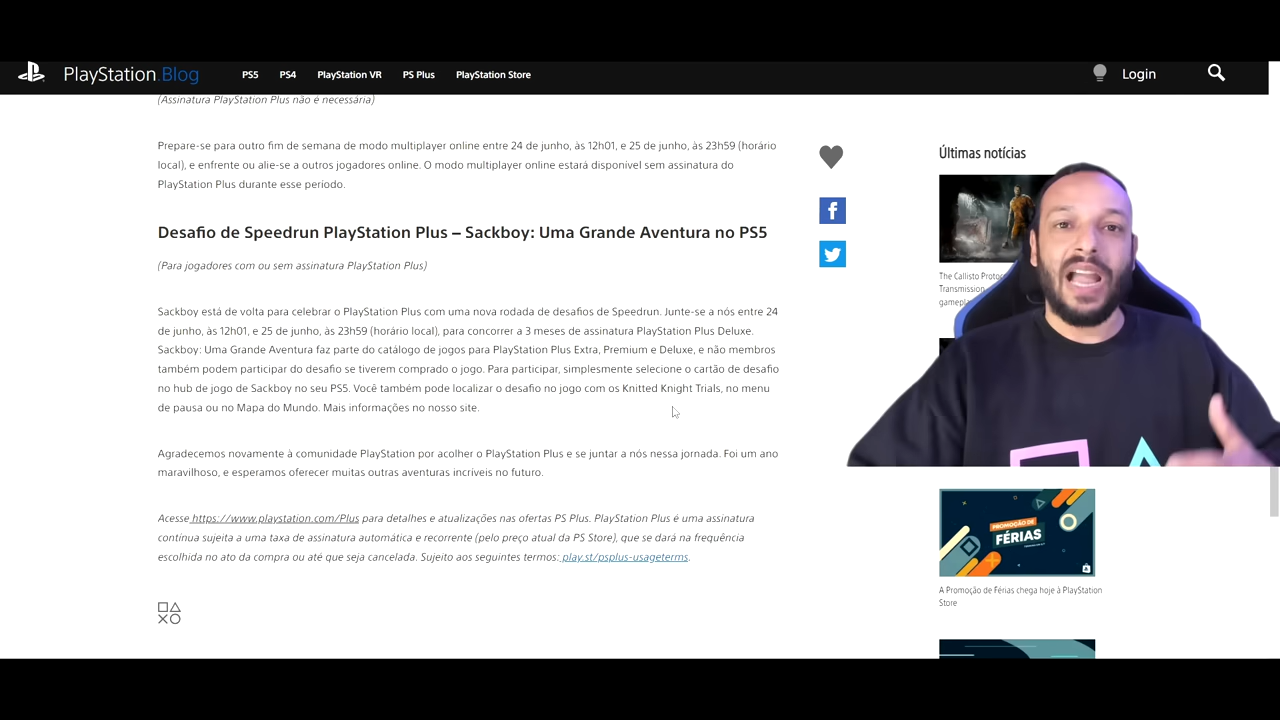 PlayStation.Blog
PS5
PS4
PlayStation VR
PS Plus
PlayStation Store
Login
(Assinatura PlayStation Plus não é necessária)
Prepare-se para outro fim de semana de modo multiplayer online entre 24 de junho, às 12h01, e 25 de junho, às 23h59 (horário
local), e enfrente ou alie-se a outros jogadores online. O modo multiplayer online estará disponível sem assinatura do
PlayStation Plus durante esse período.
Desafio de Speedrun PlayStation Plus – Sackboy: Uma Grande Aventura no PS5
(Para jogadores com ou sem assinatura PlayStation Plus)
Sackboy está de volta para celebrar o PlayStation Plus com uma nova rodada de desafios de Speedrun. Junte-se a nós entre 24
de junho, às 12h01, e 25 de junho, às 23h59 (horário local), para concorrer a 3 meses de assinatura PlayStation Plus Deluxe.
Sackboy: Uma Grande Aventura faz parte do catálogo de jogos para PlayStation Plus Extra, Premium e Deluxe, e não membros
também podem participar do desafio se tiverem comprado o jogo. Para participar, simplesmente selecione o cartão de desafio
no hub de jogo de Sackboy no seu PS5. Você também pode localizar o desafio no jogo com os Knitted Knight Trials, no menu
de pausa ou no Mapa do Mundo. Mais informações no nosso site.
Agradecemos novamente à comunidade PlayStation por acolher o PlayStation Plus e se juntar a nós nessa jornada. Foi um ano
maravilhoso, e esperamos oferecer muitas outras aventuras incríveis no futuro.
Acesse https://www.playstation.com/Plus para detalhes e atualizações nas ofertas PS Plus. PlayStation Plus é uma assinatura
contínua sujeita a uma taxa de assinatura automática e recorrente (pelo preço atual da PS Store), que se dará na frequência
escolhida no ato da compra ou até que seja cancelada. Sujeito aos seguintes termos: play.st/psplus-usageterms.
Últimas notícias
The Callisto
Transmission
PROMOÇÃO DE
FÉRIAS
A Promoção de Férias chega hoje à PlayStation
Store